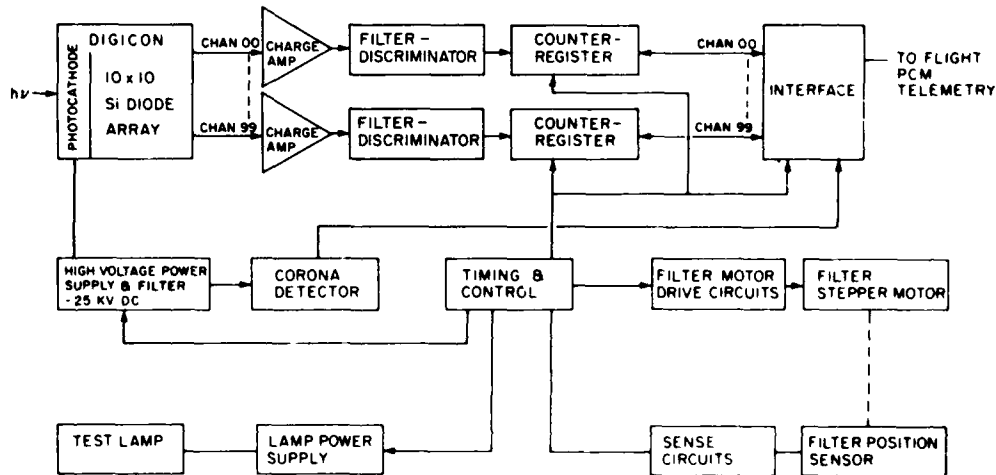 DIGICON
10 x 10
Si DIODE
ARRAY
PHOTOCATHODE
hν
CHAN 00
CHAN 99
CHARGE
AMP
CHARGE
AMP
FILTER -
DISCRIMINATOR
FILTER -
DISCRIMINATOR
COUNTER-
REGISTER
COUNTER-
REGISTER
CHAN 00
CHAN 99
INTERFACE
TO FLIGHT
PCM
TELEMETRY
HIGH VOLTAGE POWER
SUPPLY & FILTER
-25 KV DC
CORONA
DETECTOR
TIMING &
CONTROL
FILTER MOTOR
DRIVE CIRCUITS
FILTER
STEPPER MOTOR
TEST LAMP
LAMP POWER
SUPPLY
SENSE
CIRCUITS
FILTER POSITION
SENSOR